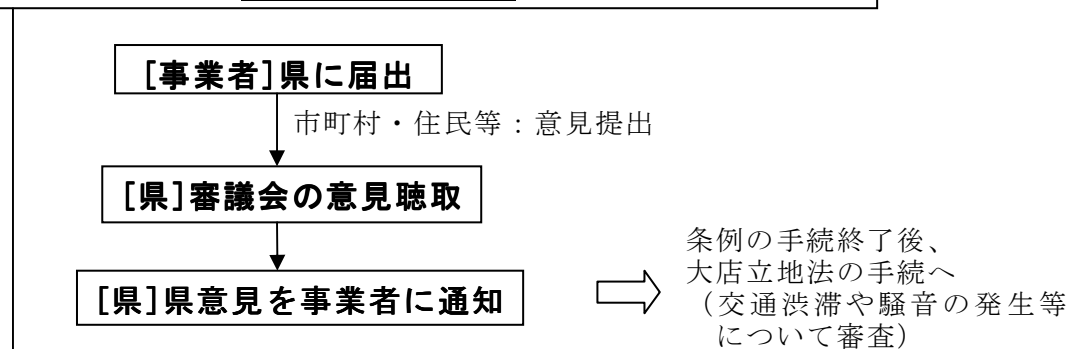 [事業者]県に届出
市町村・住民等：意見提出
[県]審議会の意見聴取
[県]県意見を事業者に通知
条例の手続終了後、
大店立地法の手続へ
（交通渋滞や騒音の発生等
について審査）